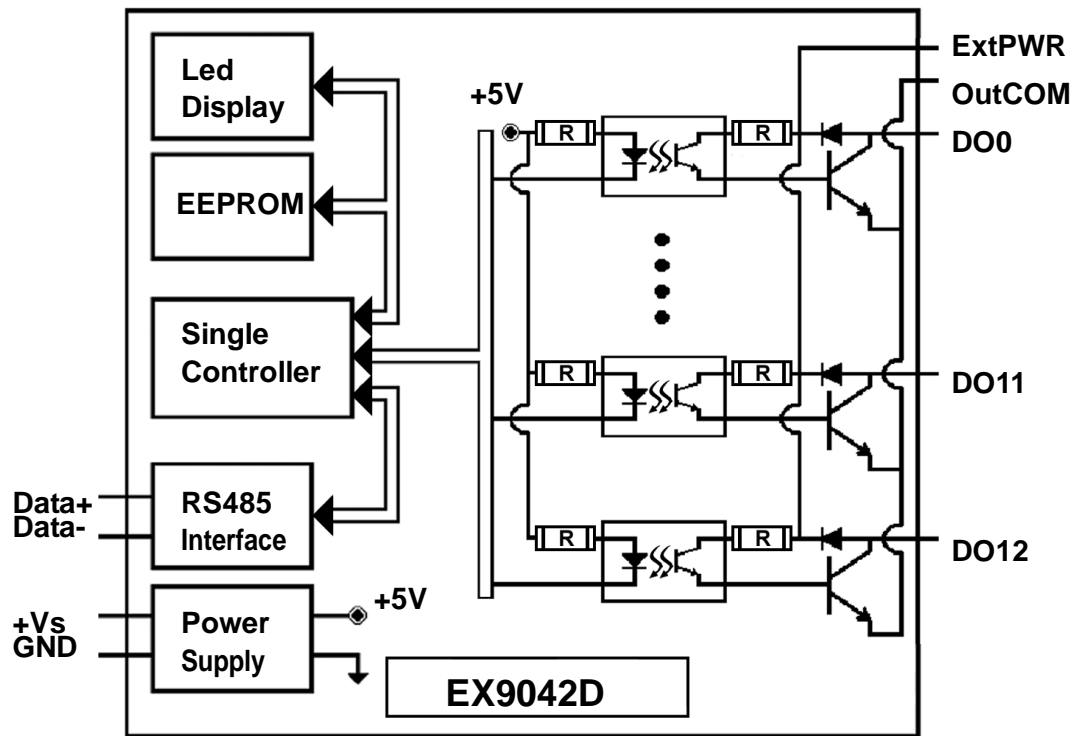 Led
Display
EEPROM
Single
Controller
RS485
Interface
Power
Supply
Data+
Data-
+Vs
GND
+5V
+5V
R
R
R
R
R
R
ExtPWR
OutCOM
DO0
DO11
DO12
EX9042D